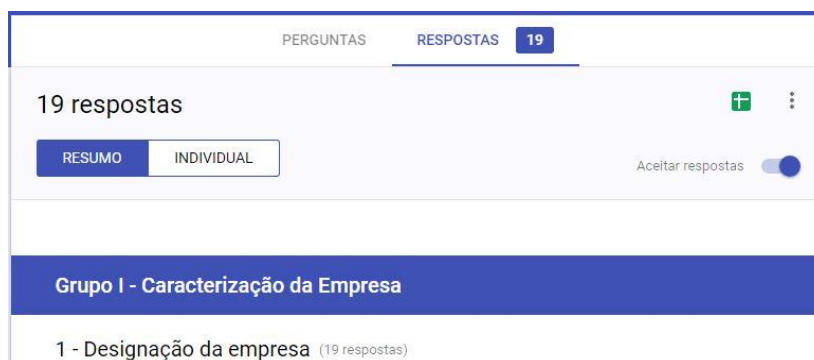 PERGUNTAS RESPOSTAS 19
19 respostas
RESUMO INDIVIDUAL
Aceitar respostas
Grupo I - Caracterização da Empresa
1 - Designação da empresa (19 respostas)